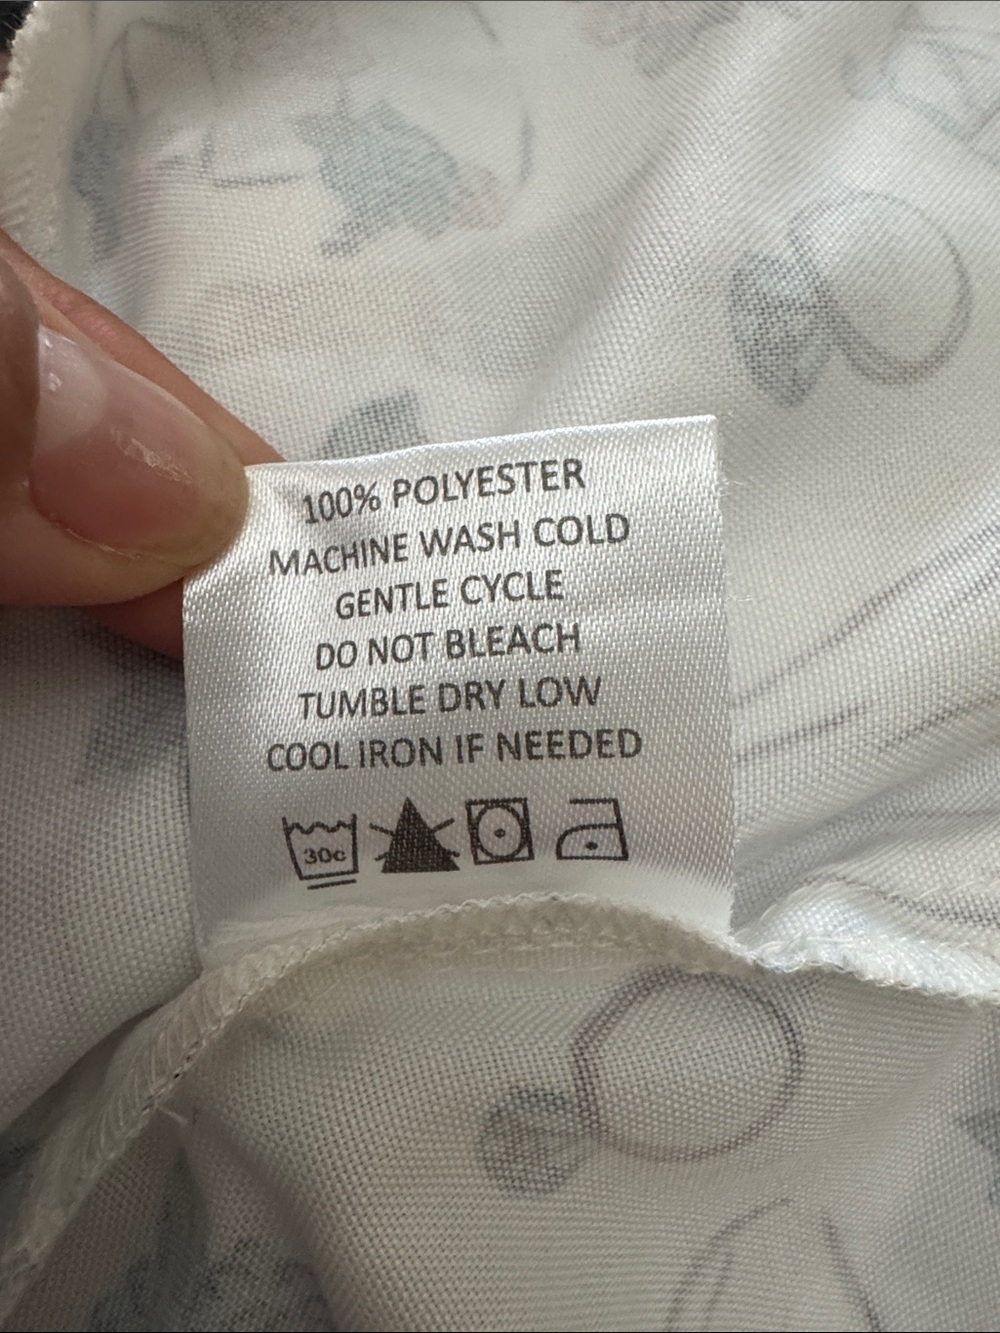 100% POLYESTER
MACHINE WASH COLD
GENTLE CYCLE
DO NOT BLEACH
TUMBLE DRY LOW
COOL IRON IF NEEDED
30c